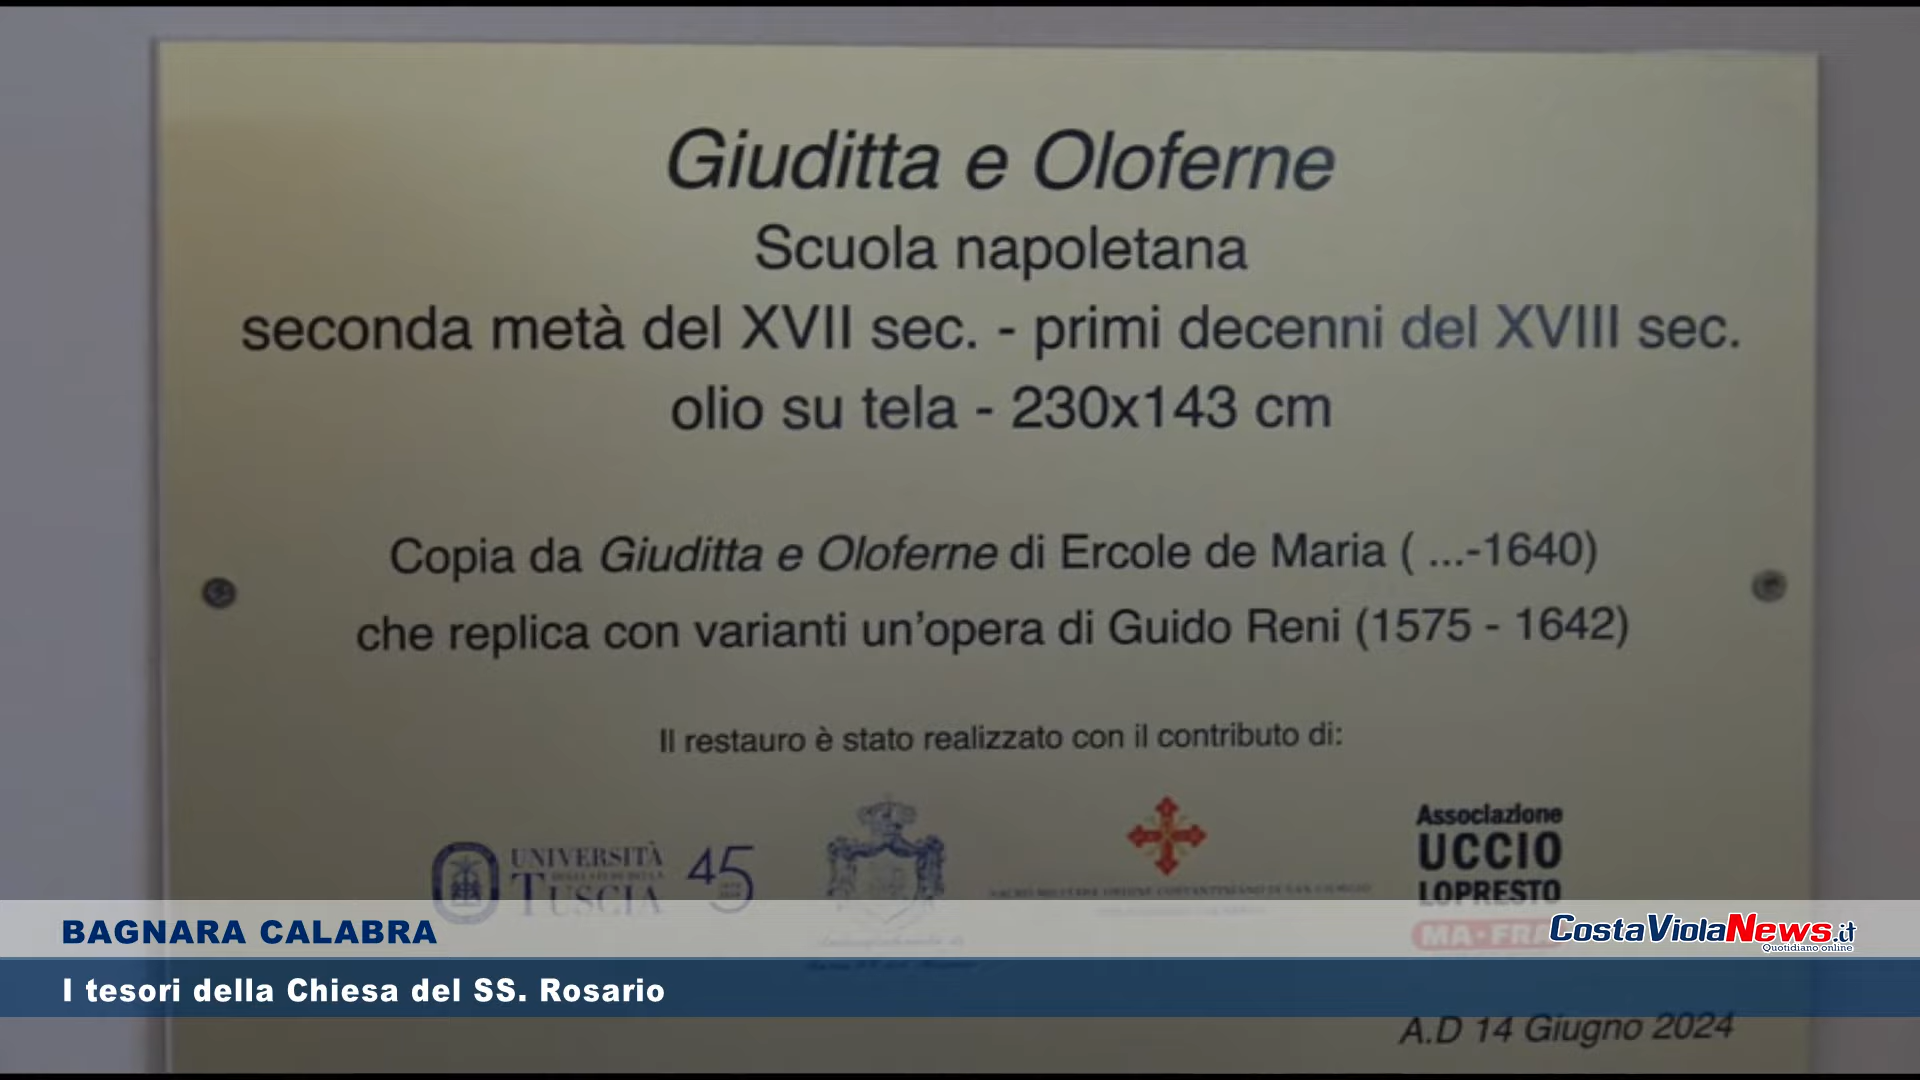 Giuditta e Oloferne
Scuola napoletana
seconda metà del XVII sec. - primi decenni del XVIII sec.
olio su tela - 230x143 cm
Copia da Giuditta e Oloferne di Ercole de Maria ( ...-1640)
che replica con varianti un'opera di Guido Reni (1575 - 1642)
Il restauro è stato realizzato con il contributo di:
UNIVERSITÀ
TUSCIA
45
Associazione
UCCIO
LOPRESTO
BAGNARA CALABRA
CostaViolaNews.it
Quotidiano online
I tesori della Chiesa del SS. Rosario
A.D 14 Giugno 2024